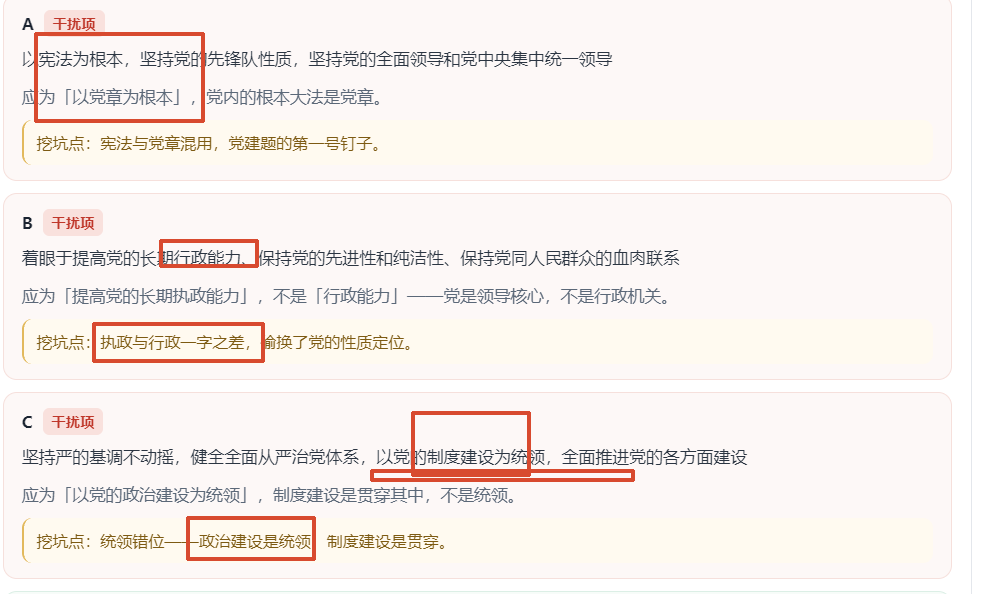 A 干扰项
以宪法为根本，坚持党的先锋队性质，坚持党的全面领导和党中央集中统一领导
应为「以党章为根本」，党内的根本大法是党章。
挖坑点：宪法与党章混用，党建题的第一号钉子。
B 干扰项
着眼于提高党的长期行政能力、保持党的先进性和纯洁性、保持党同人民群众的血肉联系
应为「提高党的长期执政能力」，不是「行政能力」——党是领导核心，不是行政机关。
挖坑点：执政与行政一字之差，偷换了党的性质定位。
C 干扰项
坚持严的基调不动摇，健全全面从严治党体系，以党的制度建设为统领，全面推进党的各方面建设
应为「以党的政治建设为统领」，制度建设是贯穿其中，不是统领。
挖坑点：统领错位——政治建设是统领，制度建设是贯穿。